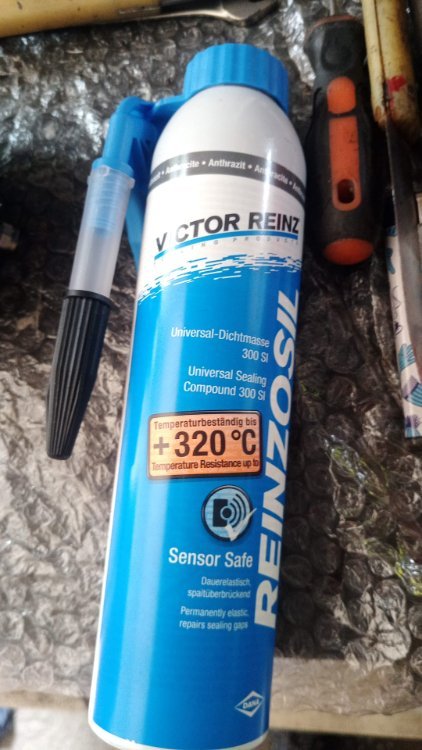 Anthracite • Anthrazit • Anthracite •
VICTOR REINZ
Universal-Dichtmasse
300 SI
Universal Sealing
Compound 300 SI
Temperaturbeständig bis
+320 °C
Temperature Resistance up to
Sensor Safe
Dauerelastisch,
spaltüberbrückend
Permanently elastic,
repairs sealing gaps
REINZOSIL
DANA